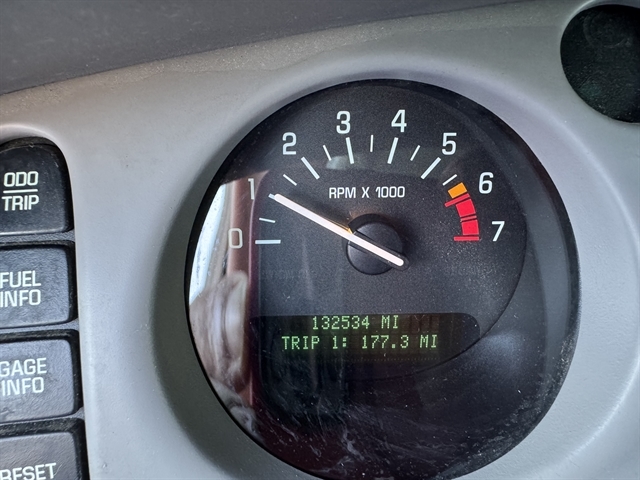 ODO
TRIP
FUEL
INFO
GAGE
INFO
RESET
0
1
2
3
4
5
6
7
RPM X 1000
132534 MI
TRIP 1: 177.3 MI